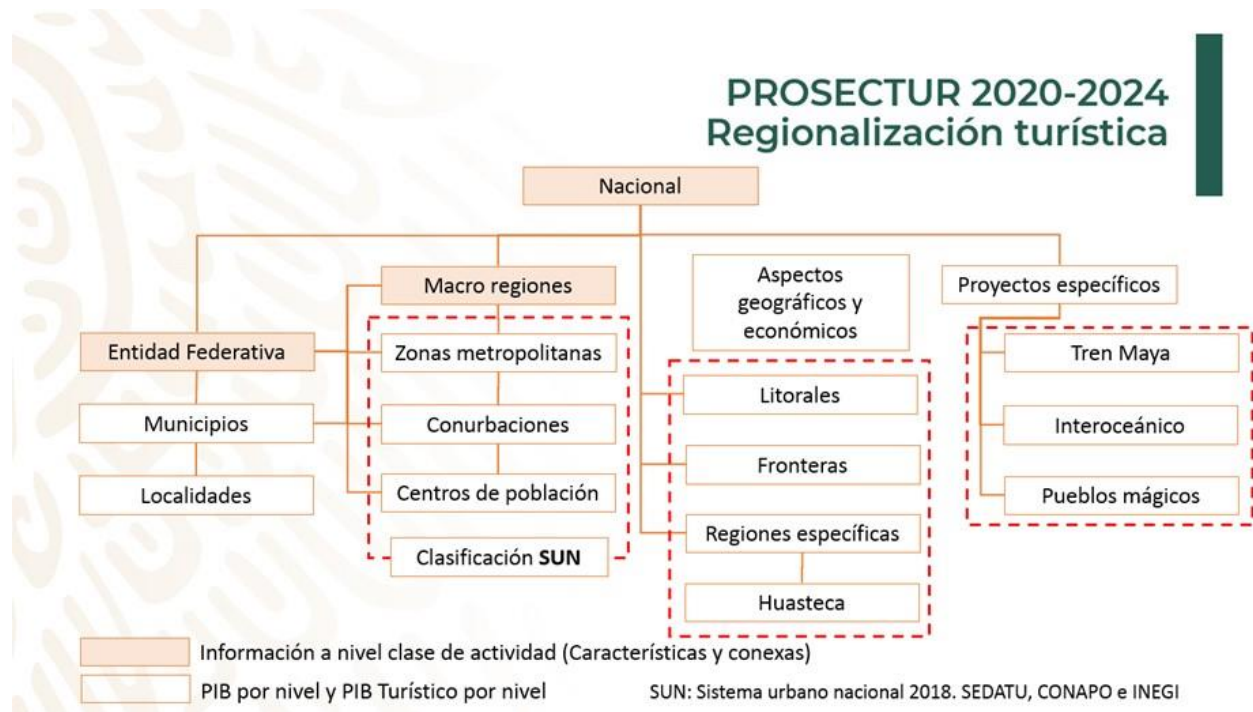 PROSECTUR 2020-2024
Regionalización turística
Nacional
Macro regiones
Aspectos
geográficos y
económicos
Proyectos específicos
Entidad Federativa
Zonas metropolitanas
Tren Maya
Litorales
Municipios
Conurbaciones
Interoceánico
Fronteras
Localidades
Centros de población
Pueblos mágicos
Regiones específicas
Clasificación SUN
Huasteca
Información a nivel clase de actividad (Características y conexas)
PIB por nivel y PIB Turístico por nivel
SUN: Sistema urbano nacional 2018. SEDATU, CONAPO e INEGI